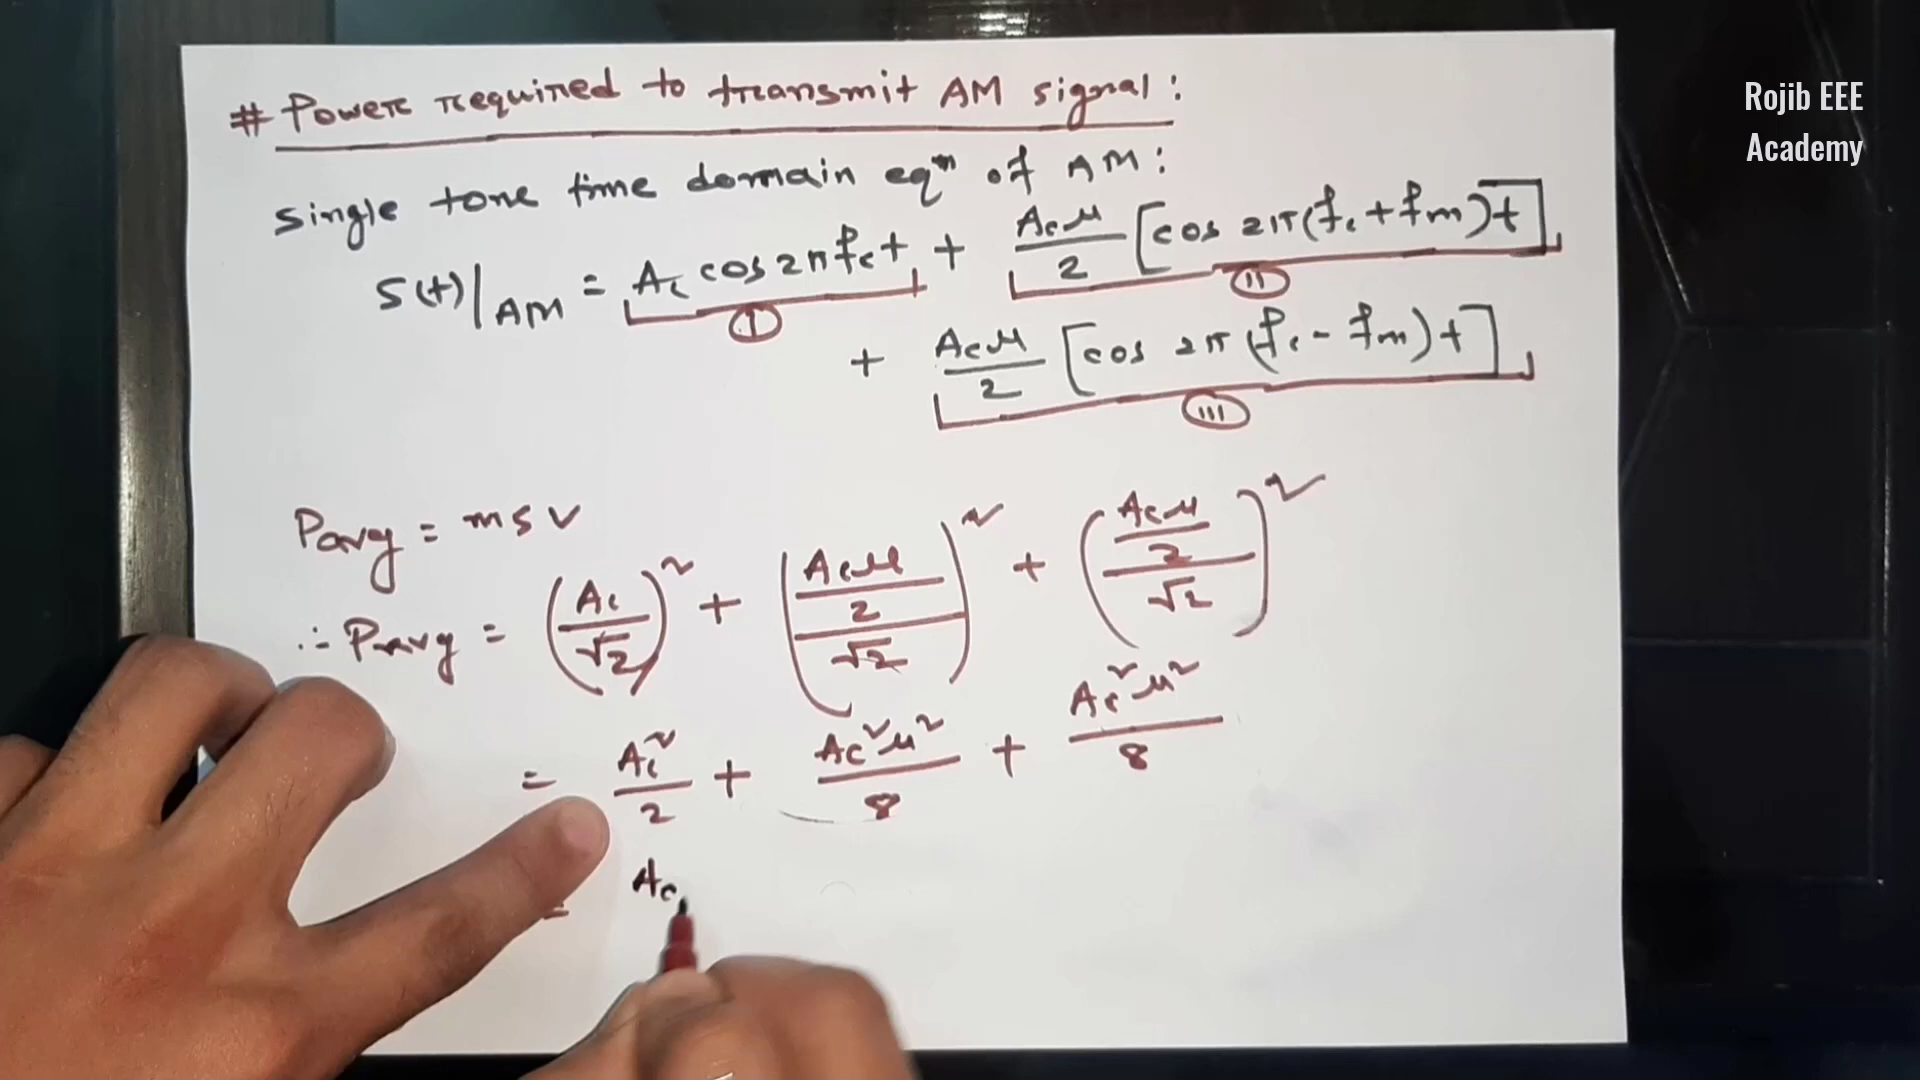 # Power required to transmit AM signal :
Single tone time domain eqⁿ of AM :
S(t)|AM = Ac cos 2π fc t + Acμ/2 [cos 2π (fc + fm) t]
I II
+ Acμ/2 [cos 2π (fc - fm) t]
III
Pavg = msv
∴ Pavg = (Ac/√2)² + ((Acμ/2)/√2)² + ((Acμ/2)/√2)²
= Ac²/2 + Ac²μ²/8 + Ac²μ²/8
= Ac
Rojib EEE
Academy